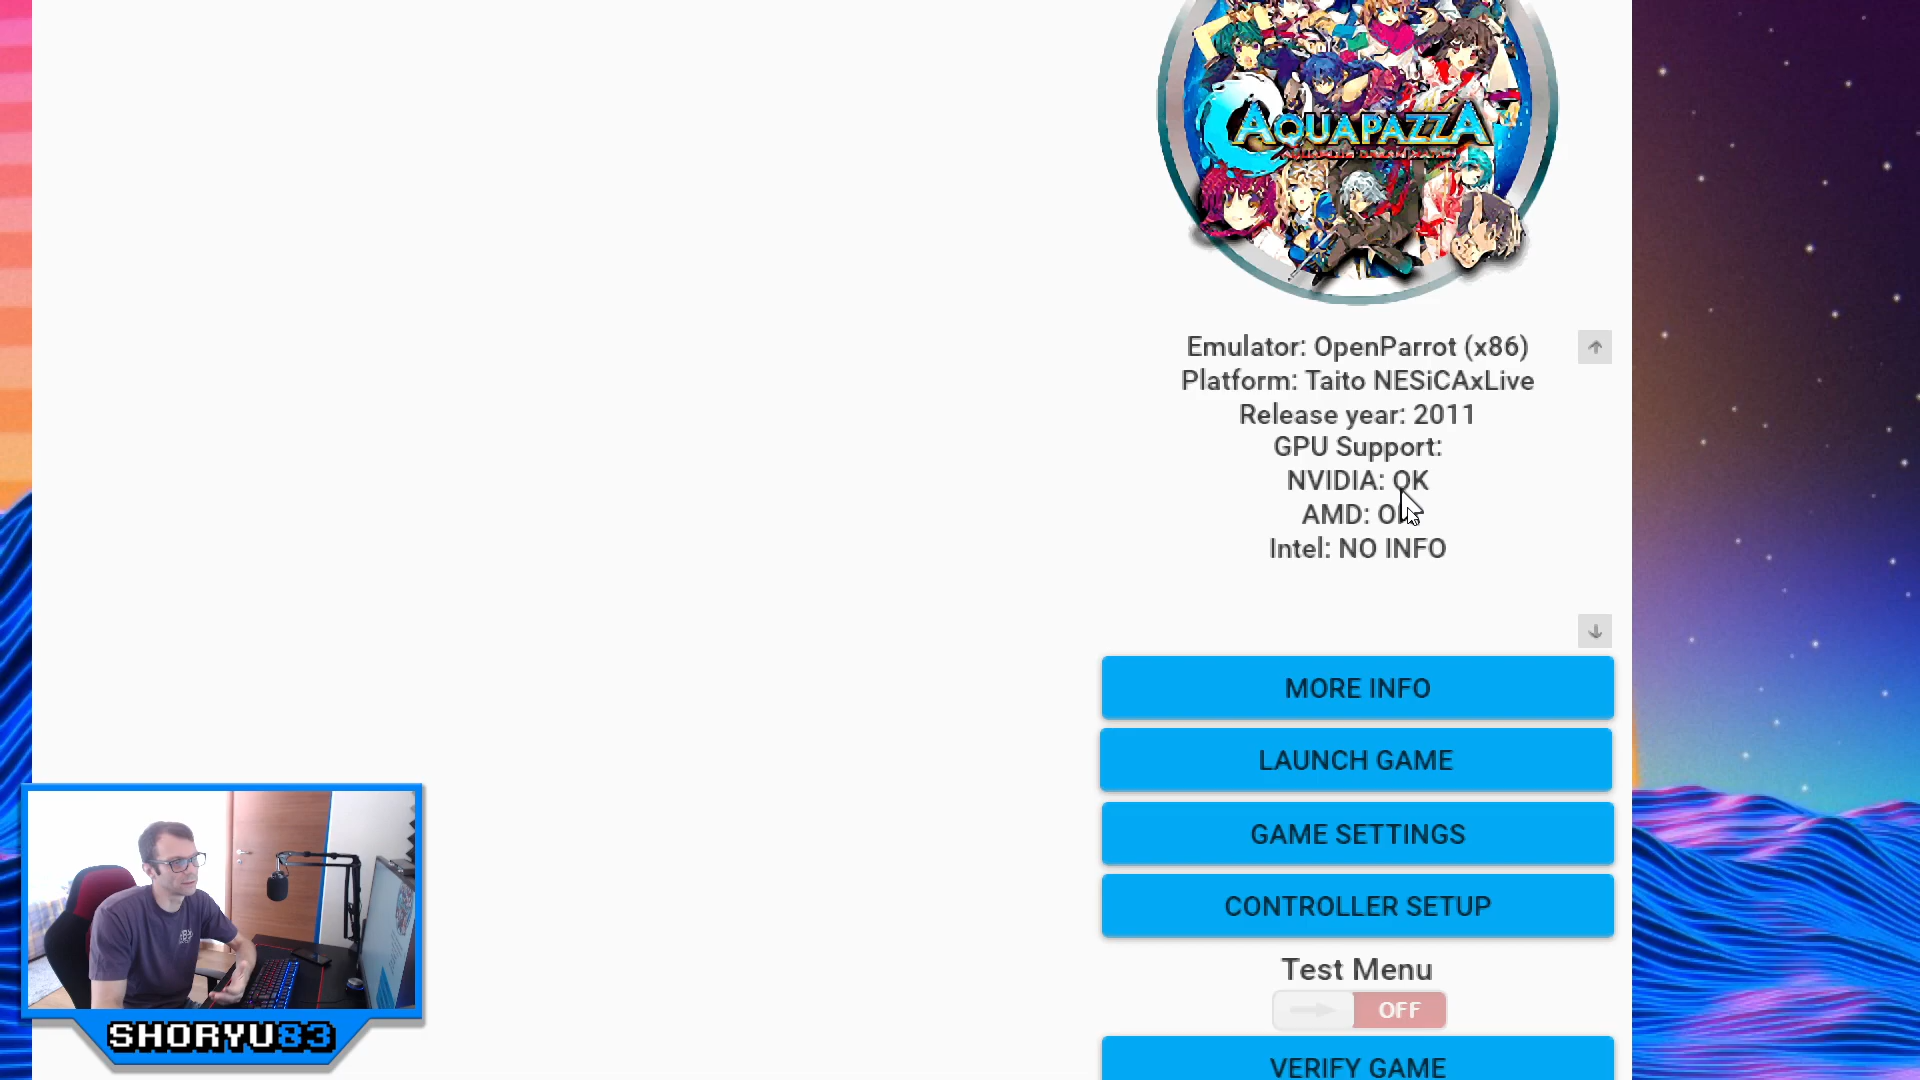 AQUAPAZZA
Emulator: OpenParrot (x86)
Platform: Taito NESiCAxLive
Release year: 2011
GPU Support:
NVIDIA: OK
AMD: OK
Intel: NO INFO
MORE INFO
LAUNCH GAME
GAME SETTINGS
CONTROLLER SETUP
Test Menu
OFF
VERIFY GAME
SHORYU83